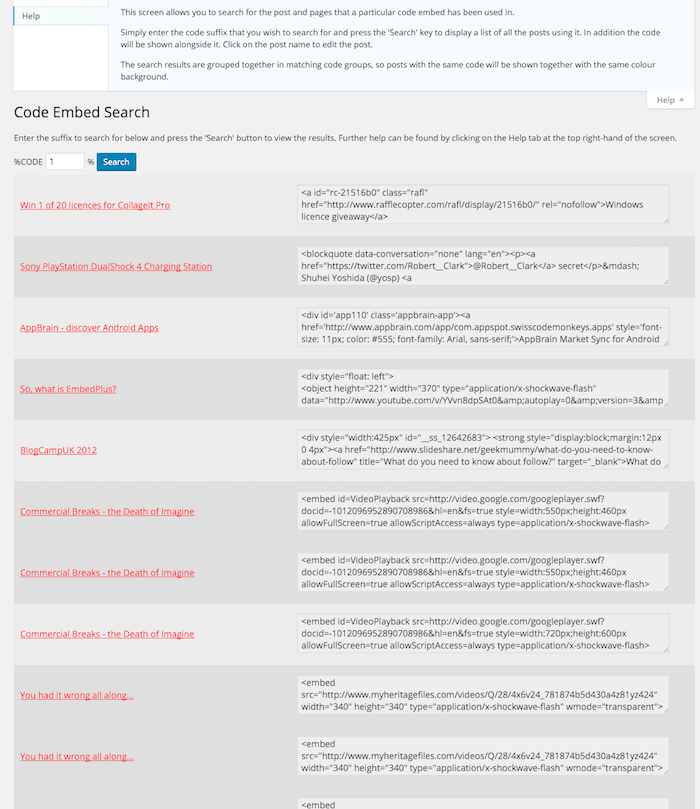 Help
This screen allows you to search for the post and pages that a particular code embed has been used in.
Simply enter the code suffix that you wish to search for and press the 'Search' key to display a list of all the posts using it. In addition the code
will be shown alongside it. Click on the post name to edit the post.
The search results are grouped together in matching code groups, so posts with the same code will be shown together with the same colour
background.
Help
Code Embed Search
Enter the suffix to search for below and press the 'Search' button to view the results. Further help can be found by clicking on the Help tab at the top right-hand of the screen.
%CODE 1 % Search
Win 1 of 20 licences for CollageIt Pro
<a id="rc-21516b0" class="rafl"
href="http://www.rafflecopter.com/rafl/display/21516b0/" rel="nofollow">Windows
licence giveaway</a>
Sony PlayStation DualShock 4 Charging Station
<blockquote data-conversation="none" lang="en"><p><a
href="https://twitter.com/Robert__Clark">@Robert__Clark</a> secret</p>&mdash;
Shuhei Yoshida (@yosp) <a
AppBrain - discover Android Apps
<div id='app110' class='appbrain-app'><a
href='http://www.appbrain.com/app/com.appspot.swisscodemonkeys.apps' style='font-
size: 11px; color: #555; font-family: Arial, sans-serif;'>AppBrain Market Sync for Android
So, what is EmbedPlus?
<div style="float: left">
<object height="221" width="370" type="application/x-shockwave-flash"
data="http://www.youtube.com/v/YVvn8dpSAt0&amp;autoplay=0&amp;version=3&amp
BlogCampUK 2012
<div style="width:425px" id="__ss_12642683"> <strong style="display:block;margin:12px
0 4px"><a href="http://www.slideshare.net/geekmummy/what-do-you-need-to-know-
about-follow" title="What do you need to know about follow?" target="_blank">What do
Commercial Breaks - the Death of Imagine
<embed id=VideoPlayback src=http://video.google.com/googleplayer.swf?
docid=-1012096952890708986&hl=en&fs=true style=width:550px;height:460px
allowFullScreen=true allowScriptAccess=always type=application/x-shockwave-flash>
Commercial Breaks - the Death of Imagine
<embed id=VideoPlayback src=http://video.google.com/googleplayer.swf?
docid=-1012096952890708986&hl=en&fs=true style=width:550px;height:460px
allowFullScreen=true allowScriptAccess=always type=application/x-shockwave-flash>
Commercial Breaks - the Death of Imagine
<embed id=VideoPlayback src=http://video.google.com/googleplayer.swf?
docid=-1012096952890708986&hl=en&fs=true style=width:720px;height:600px
allowFullScreen=true allowScriptAccess=always type=application/x-shockwave-flash>
You had it wrong all along...
<embed
src="http://www.myheritagefiles.com/videos/Q/28/4x6v24_781874b5d430a4z81yz424"
width="340" height="340" type="application/x-shockwave-flash" wmode="transparent">
You had it wrong all along...
<embed
src="http://www.myheritagefiles.com/videos/Q/28/4x6v24_781874b5d430a4z81yz424"
width="340" height="340" type="application/x-shockwave-flash" wmode="transparent">
<embed